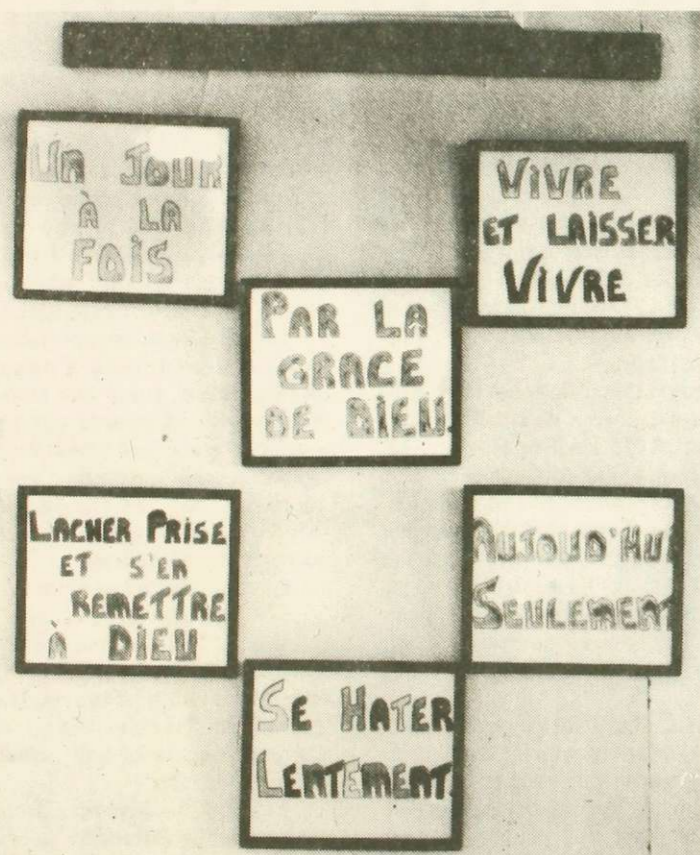 Un Jour
à la
Fois
Vivre
et laisser
Vivre
Par la
Grace
de Dieu.
Lacher Prise
et s'en
remettre
à Dieu
Aujoud'hui
Seulement
Se Hater
Lentement.